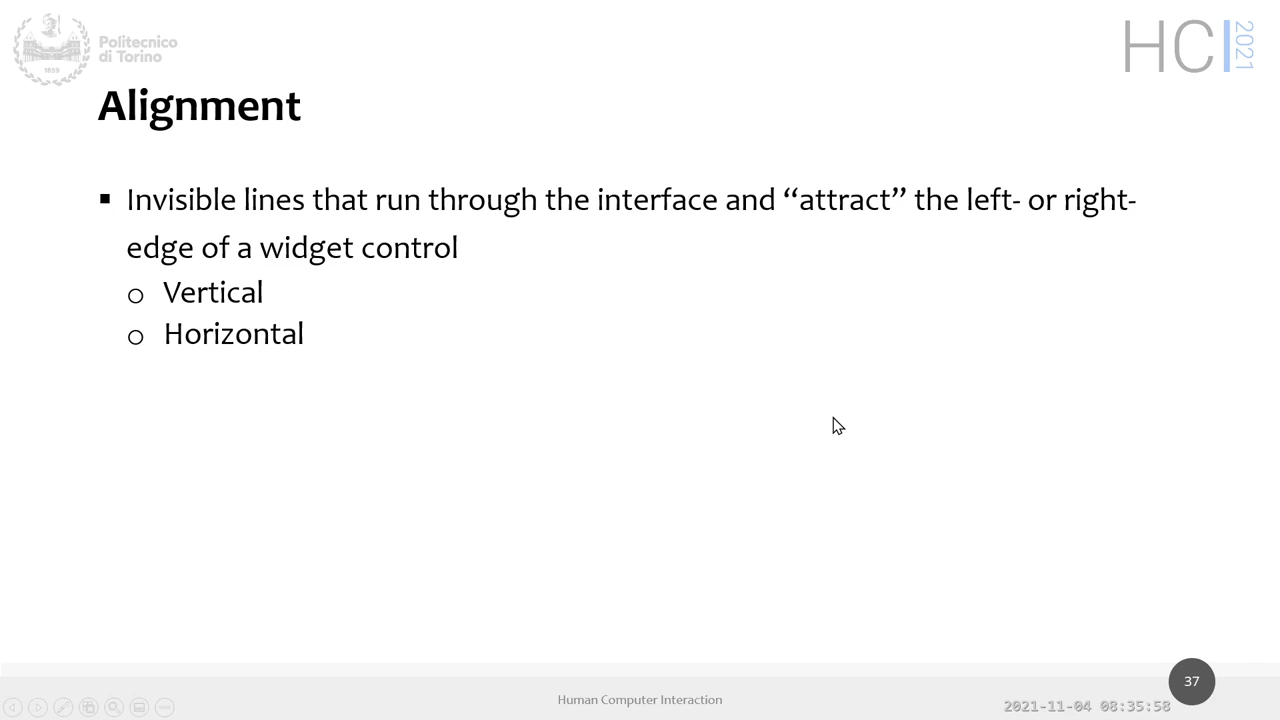 Politecnico
di Torino
1859
HCI 2021
Alignment
▪ Invisible lines that run through the interface and “attract” the left- or right-
edge of a widget control
o Vertical
o Horizontal
37
Human Computer Interaction
2021-11-04 08:35:58